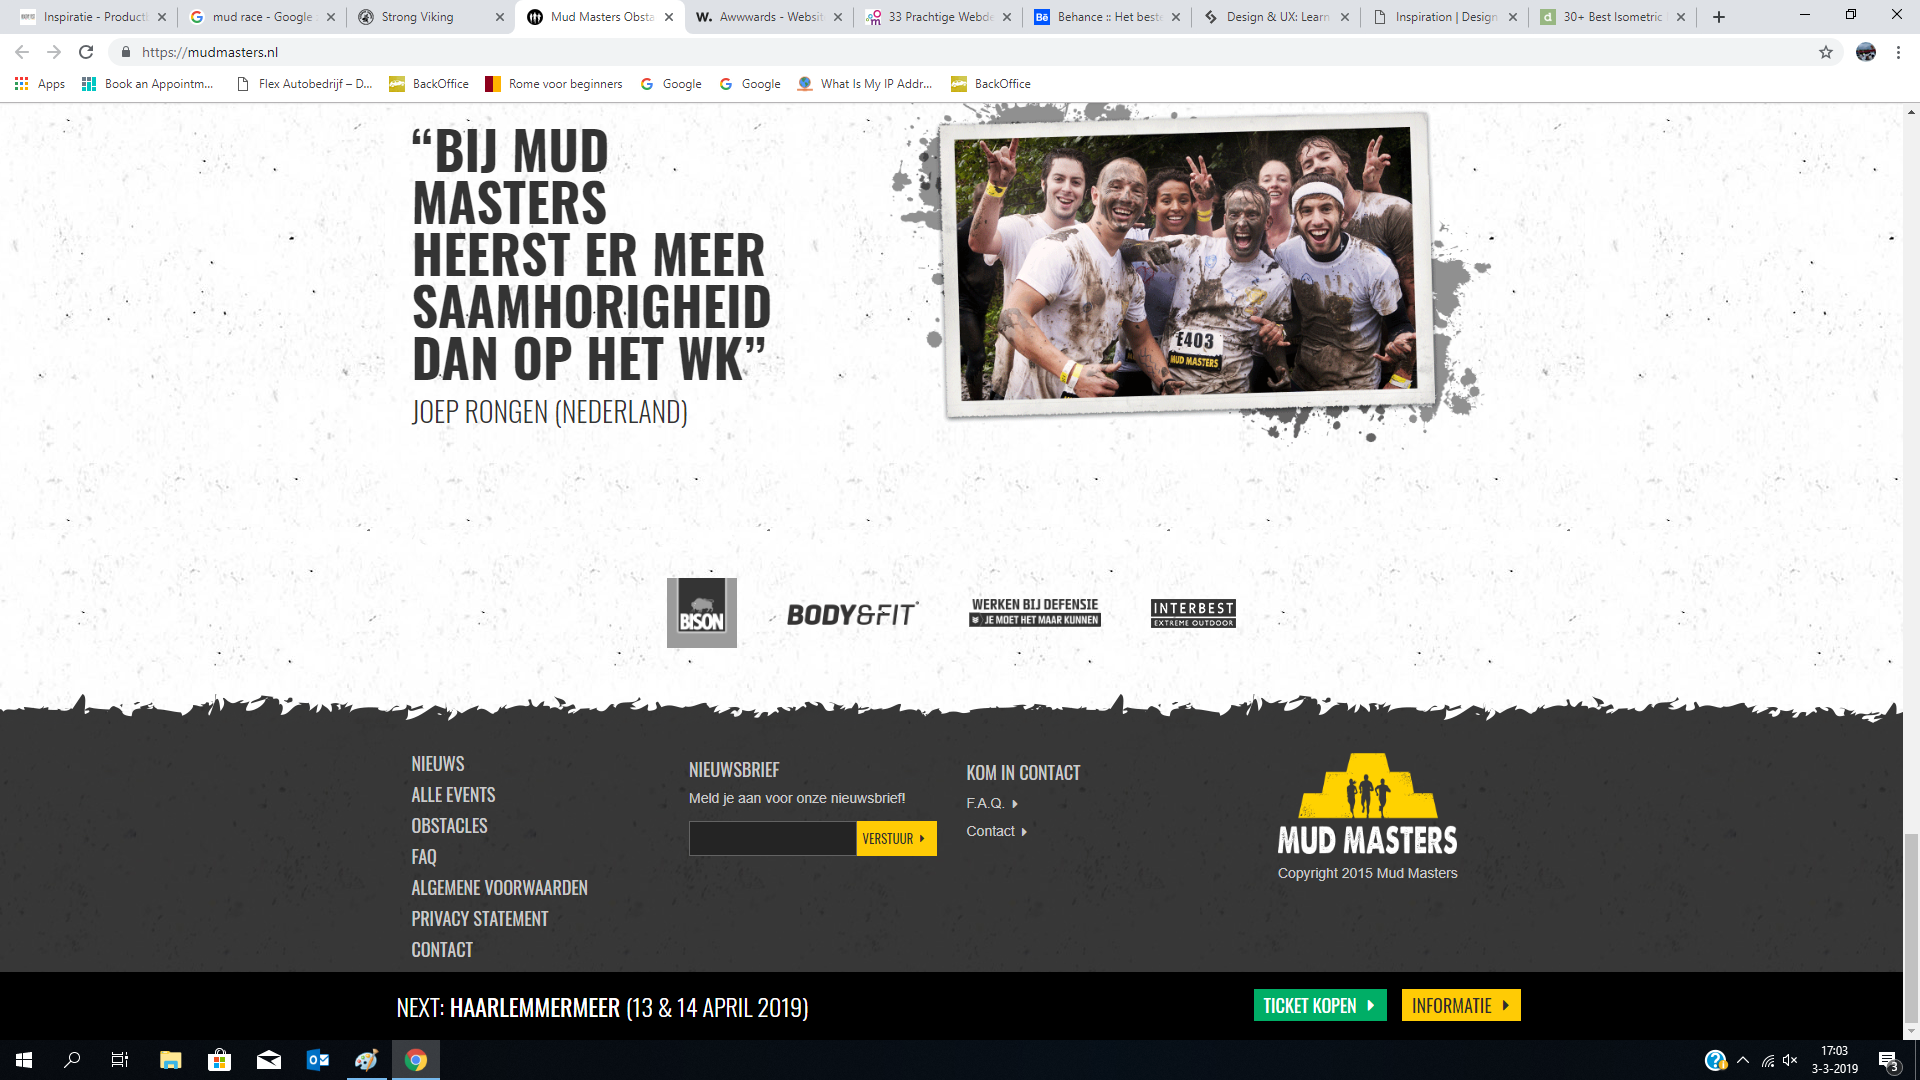 Inspiratie - Producti
mud race - Google
Strong Viking
Mud Masters Obsta
Awwwards - Websit
33 Prachtige Webde
Behance :: Het beste
Design & UX: Learn
Inspiration | Design
30+ Best Isometric
https://mudmasters.nl
Apps
Book an Appointm...
Flex Autobedrijf – D...
BackOffice
Rome voor beginners
Google
Google
What Is My IP Addr...
BackOffice
“BIJ MUD
MASTERS
HEERST ER MEER
SAAMHORIGHEID
DAN OP HET WK”
JOEP RONGEN (NEDERLAND)
E403
MUD MASTERS
BISON
BODY&FIT
WERKEN BIJ DEFENSIE
JE MOET HET MAAR KUNNEN
INTERBEST
EXTREME OUTDOOR
NIEUWS
ALLE EVENTS
OBSTACLES
FAQ
ALGEMENE VOORWAARDEN
PRIVACY STATEMENT
CONTACT
NIEUWSBRIEF
Meld je aan voor onze nieuwsbrief!
VERSTUUR
KOM IN CONTACT
F.A.Q.
Contact
MUD MASTERS
Copyright 2015 Mud Masters
NEXT: HAARLEMMERMEER (13 & 14 APRIL 2019)
TICKET KOPEN
INFORMATIE
17:03
3-3-2019
3